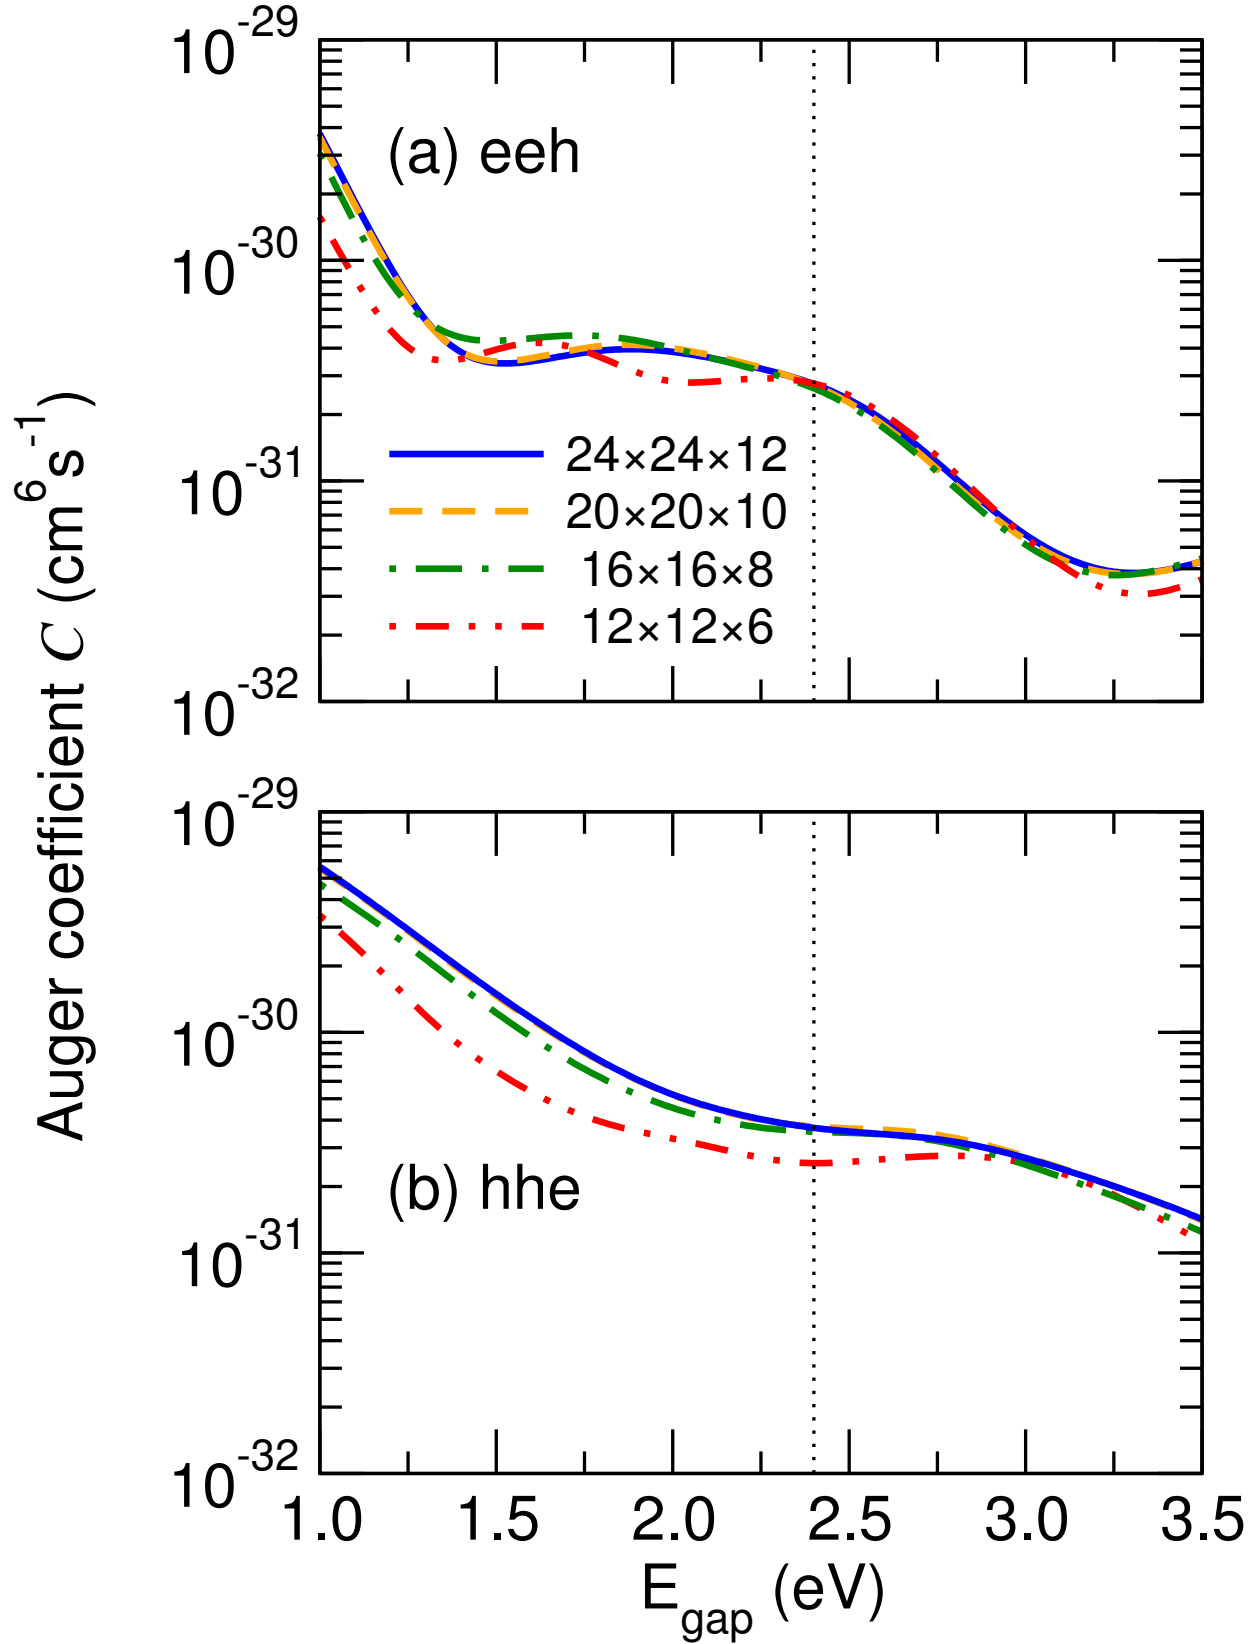 10^-29
(a) eeh
10^-30
10^-31
24×24×12
20×20×10
16×16×8
12×12×6
10^-32
Auger coefficient C (cm^6 s^-1)
10^-29
10^-30
(b) hhe
10^-31
10^-32
1.0 1.5 2.0 2.5 3.0 3.5
E_gap (eV)